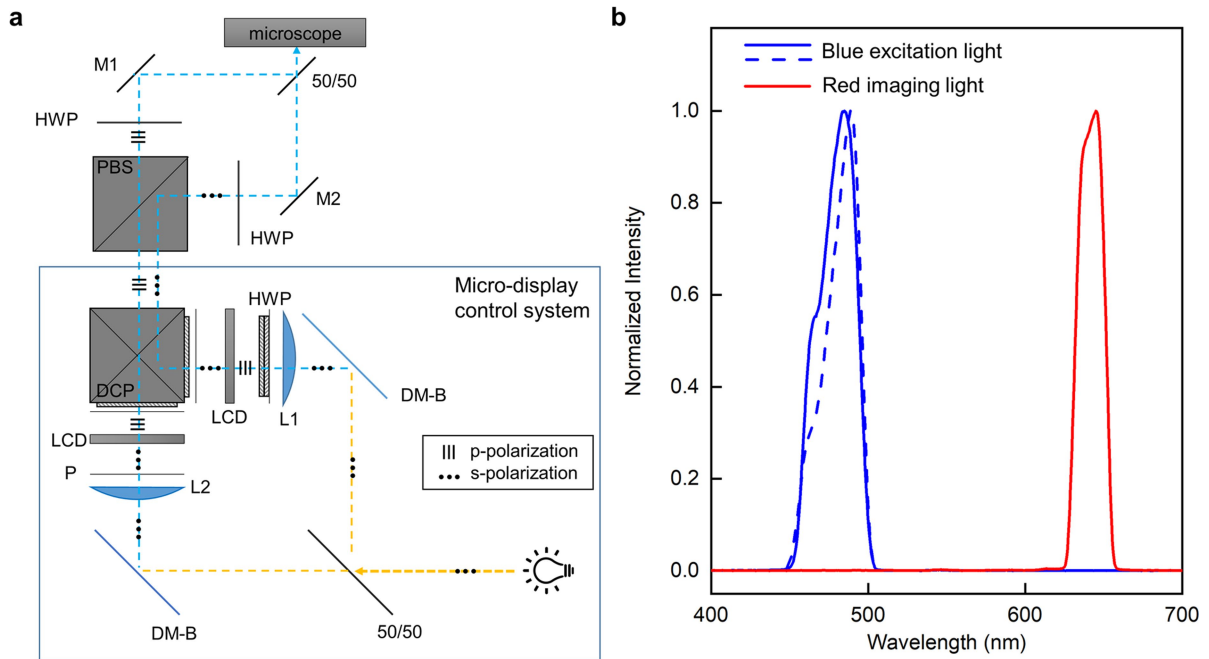 a
microscope
M1
50/50
HWP
PBS
M2
HWP
Micro-display
control system
HWP
DCP
LCD
L1
DM-B
LCD
P
L2
p-polarization
s-polarization
DM-B
50/50
b
Blue excitation light
Red imaging light
1.0
0.8
0.6
0.4
0.2
0.0
Normalized Intensity
400
500
600
700
Wavelength (nm)